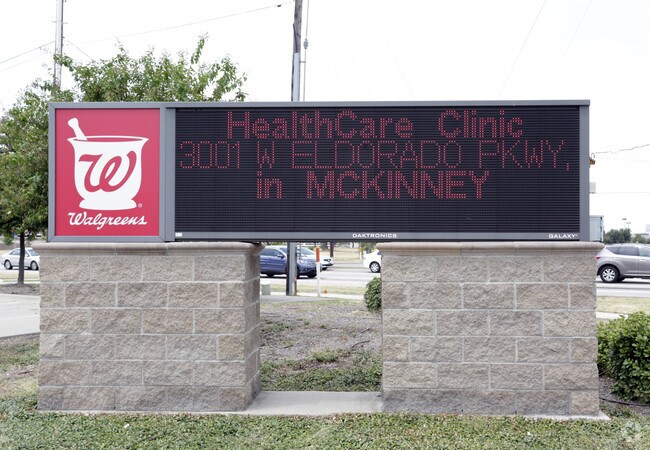 HealthCare Clinic
3001 W ELDORADO PKWY,
in MCKINNEY
W
Walgreens®
DAKTRONICS
GALAXY®